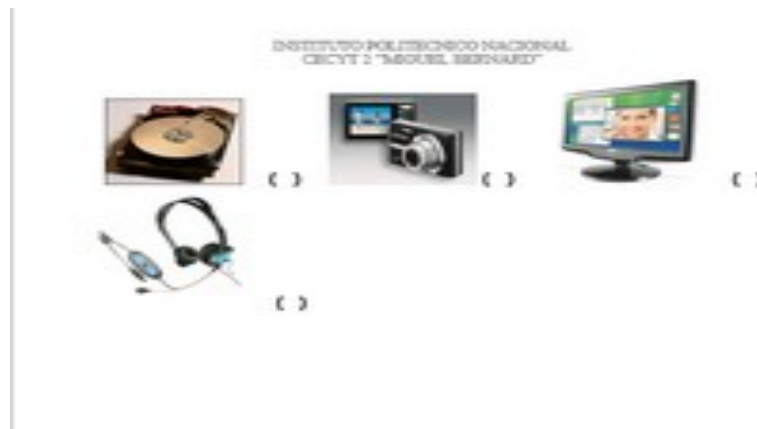 INSTITUTO POLITECNICO NACIONAL
CECYT 2 "MIGUEL BERNARD"
( ) ( ) ( )
( )